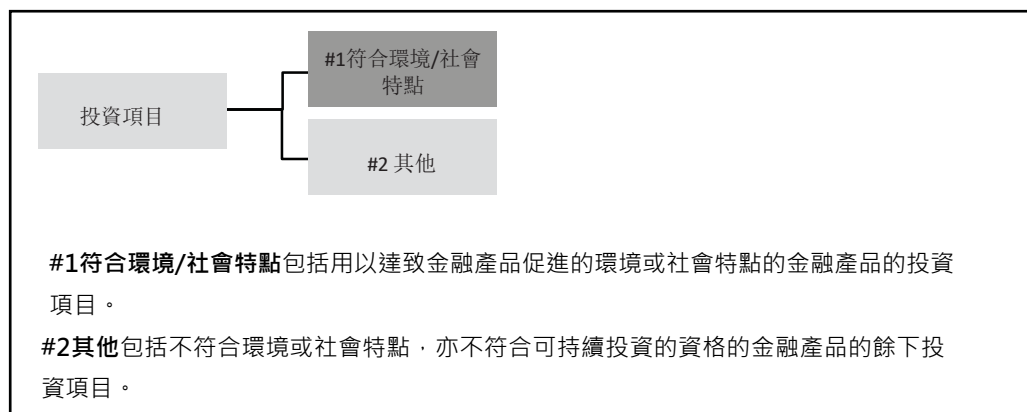 #1符合環境/社會
特點
投資項目
#2 其他
#1符合環境/社會特點包括用以達致金融產品促進的環境或社會特點的金融產品的投資
項目。
#2其他包括不符合環境或社會特點，亦不符合可持續投資的資格的金融產品的餘下投
資項目。